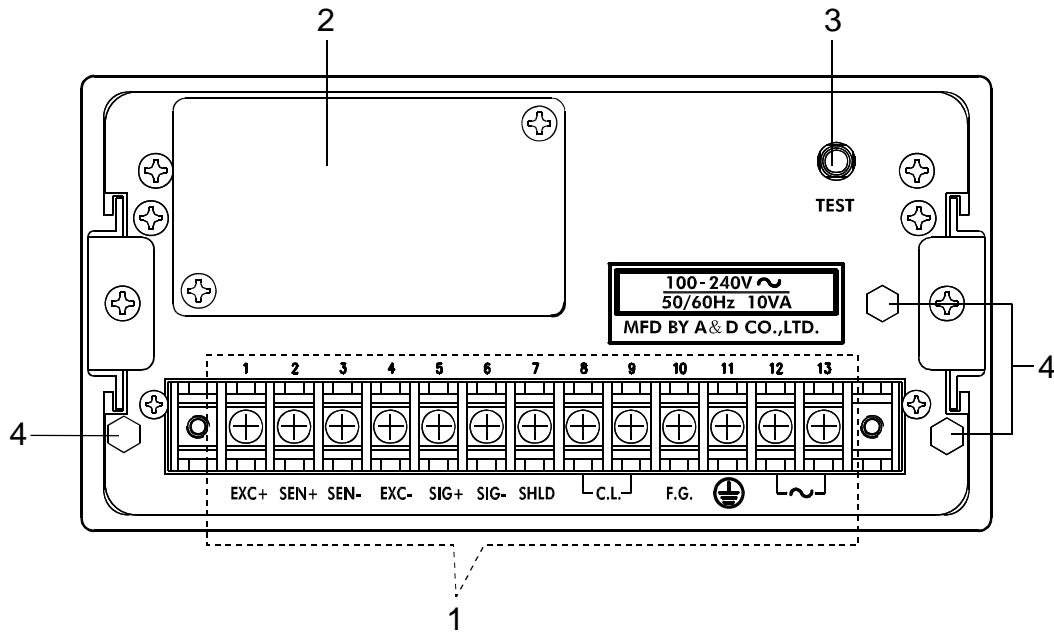 2 3
TEST
100-240V ~
50/60Hz 10VA
MFD BY A&D CO.,LTD.
4
1 2 3 4 5 6 7 8 9 10 11 12 13
4
EXC+ SEN+ SEN- EXC- SIG+ SIG- SHLD C.L. F.G. ~
1